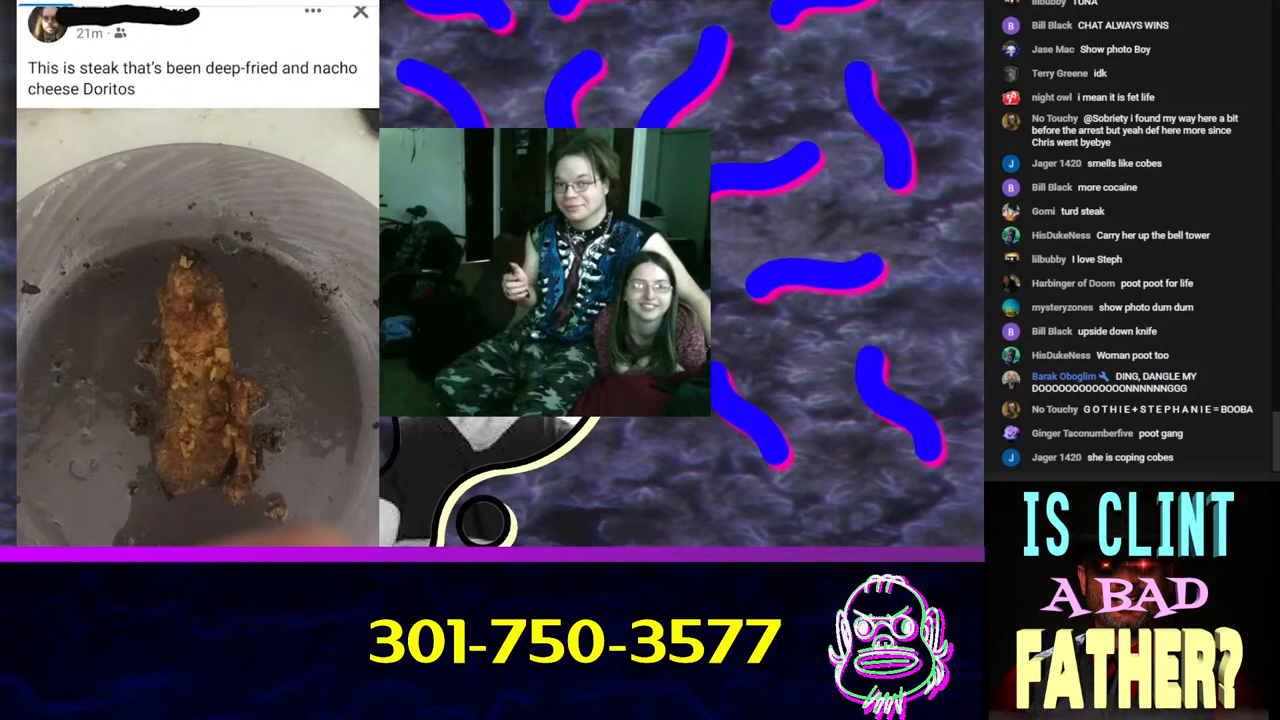 21m
This is steak that's been deep-fried and nacho
cheese Doritos
lilbubby TUNA
Bill Black CHAT ALWAYS WINS
Jase Mac Show photo Boy
Terry Greene idk
night owl i mean it is fet life
No Touchy @Sobriety i found my way here a bit
before the arrest but yeah def here more since
Chris went byebye
Jager 1420 smells like cobes
Bill Black more cocaine
Gomi turd steak
HisDukeNess Carry her up the bell tower
lilbubby I love Steph
Harbinger of Doom poot poot for life
mysteryzones show photo dum dum
Bill Black upside down knife
HisDukeNess Woman poot too
Barak Oboglim DING, DANGLE MY
DOOOOOOOOOOOOONNNNNNGGG
No Touchy G O T H I E + S T E P H A N I E = BOOBA
Ginger Taconumberfive poot gang
Jager 1420 she is coping cobes
IS CLINT
A BAD
FATHER?
301-750-3577